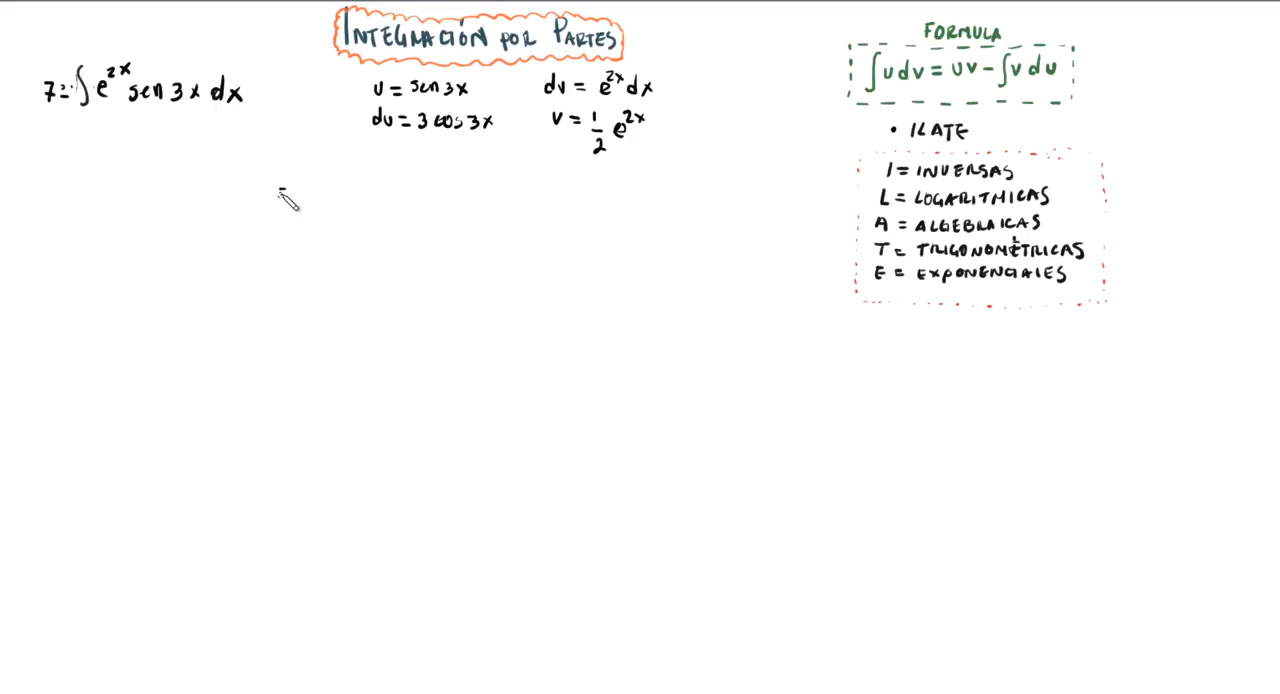 INTEGRACIÓN POR PARTES
7=∫e^2x sen 3x dx
u = sen 3x
du = 3 cos 3x
dv = e^2x dx
v = 1/2 e^2x
FORMULA
∫u dv = uv - ∫v du
• ILATE
I = INVERSAS
L = LOGARITMICAS
A = ALGEBRAICAS
T = TRIGONOMÉTRICAS
E = EXPONENCIALES